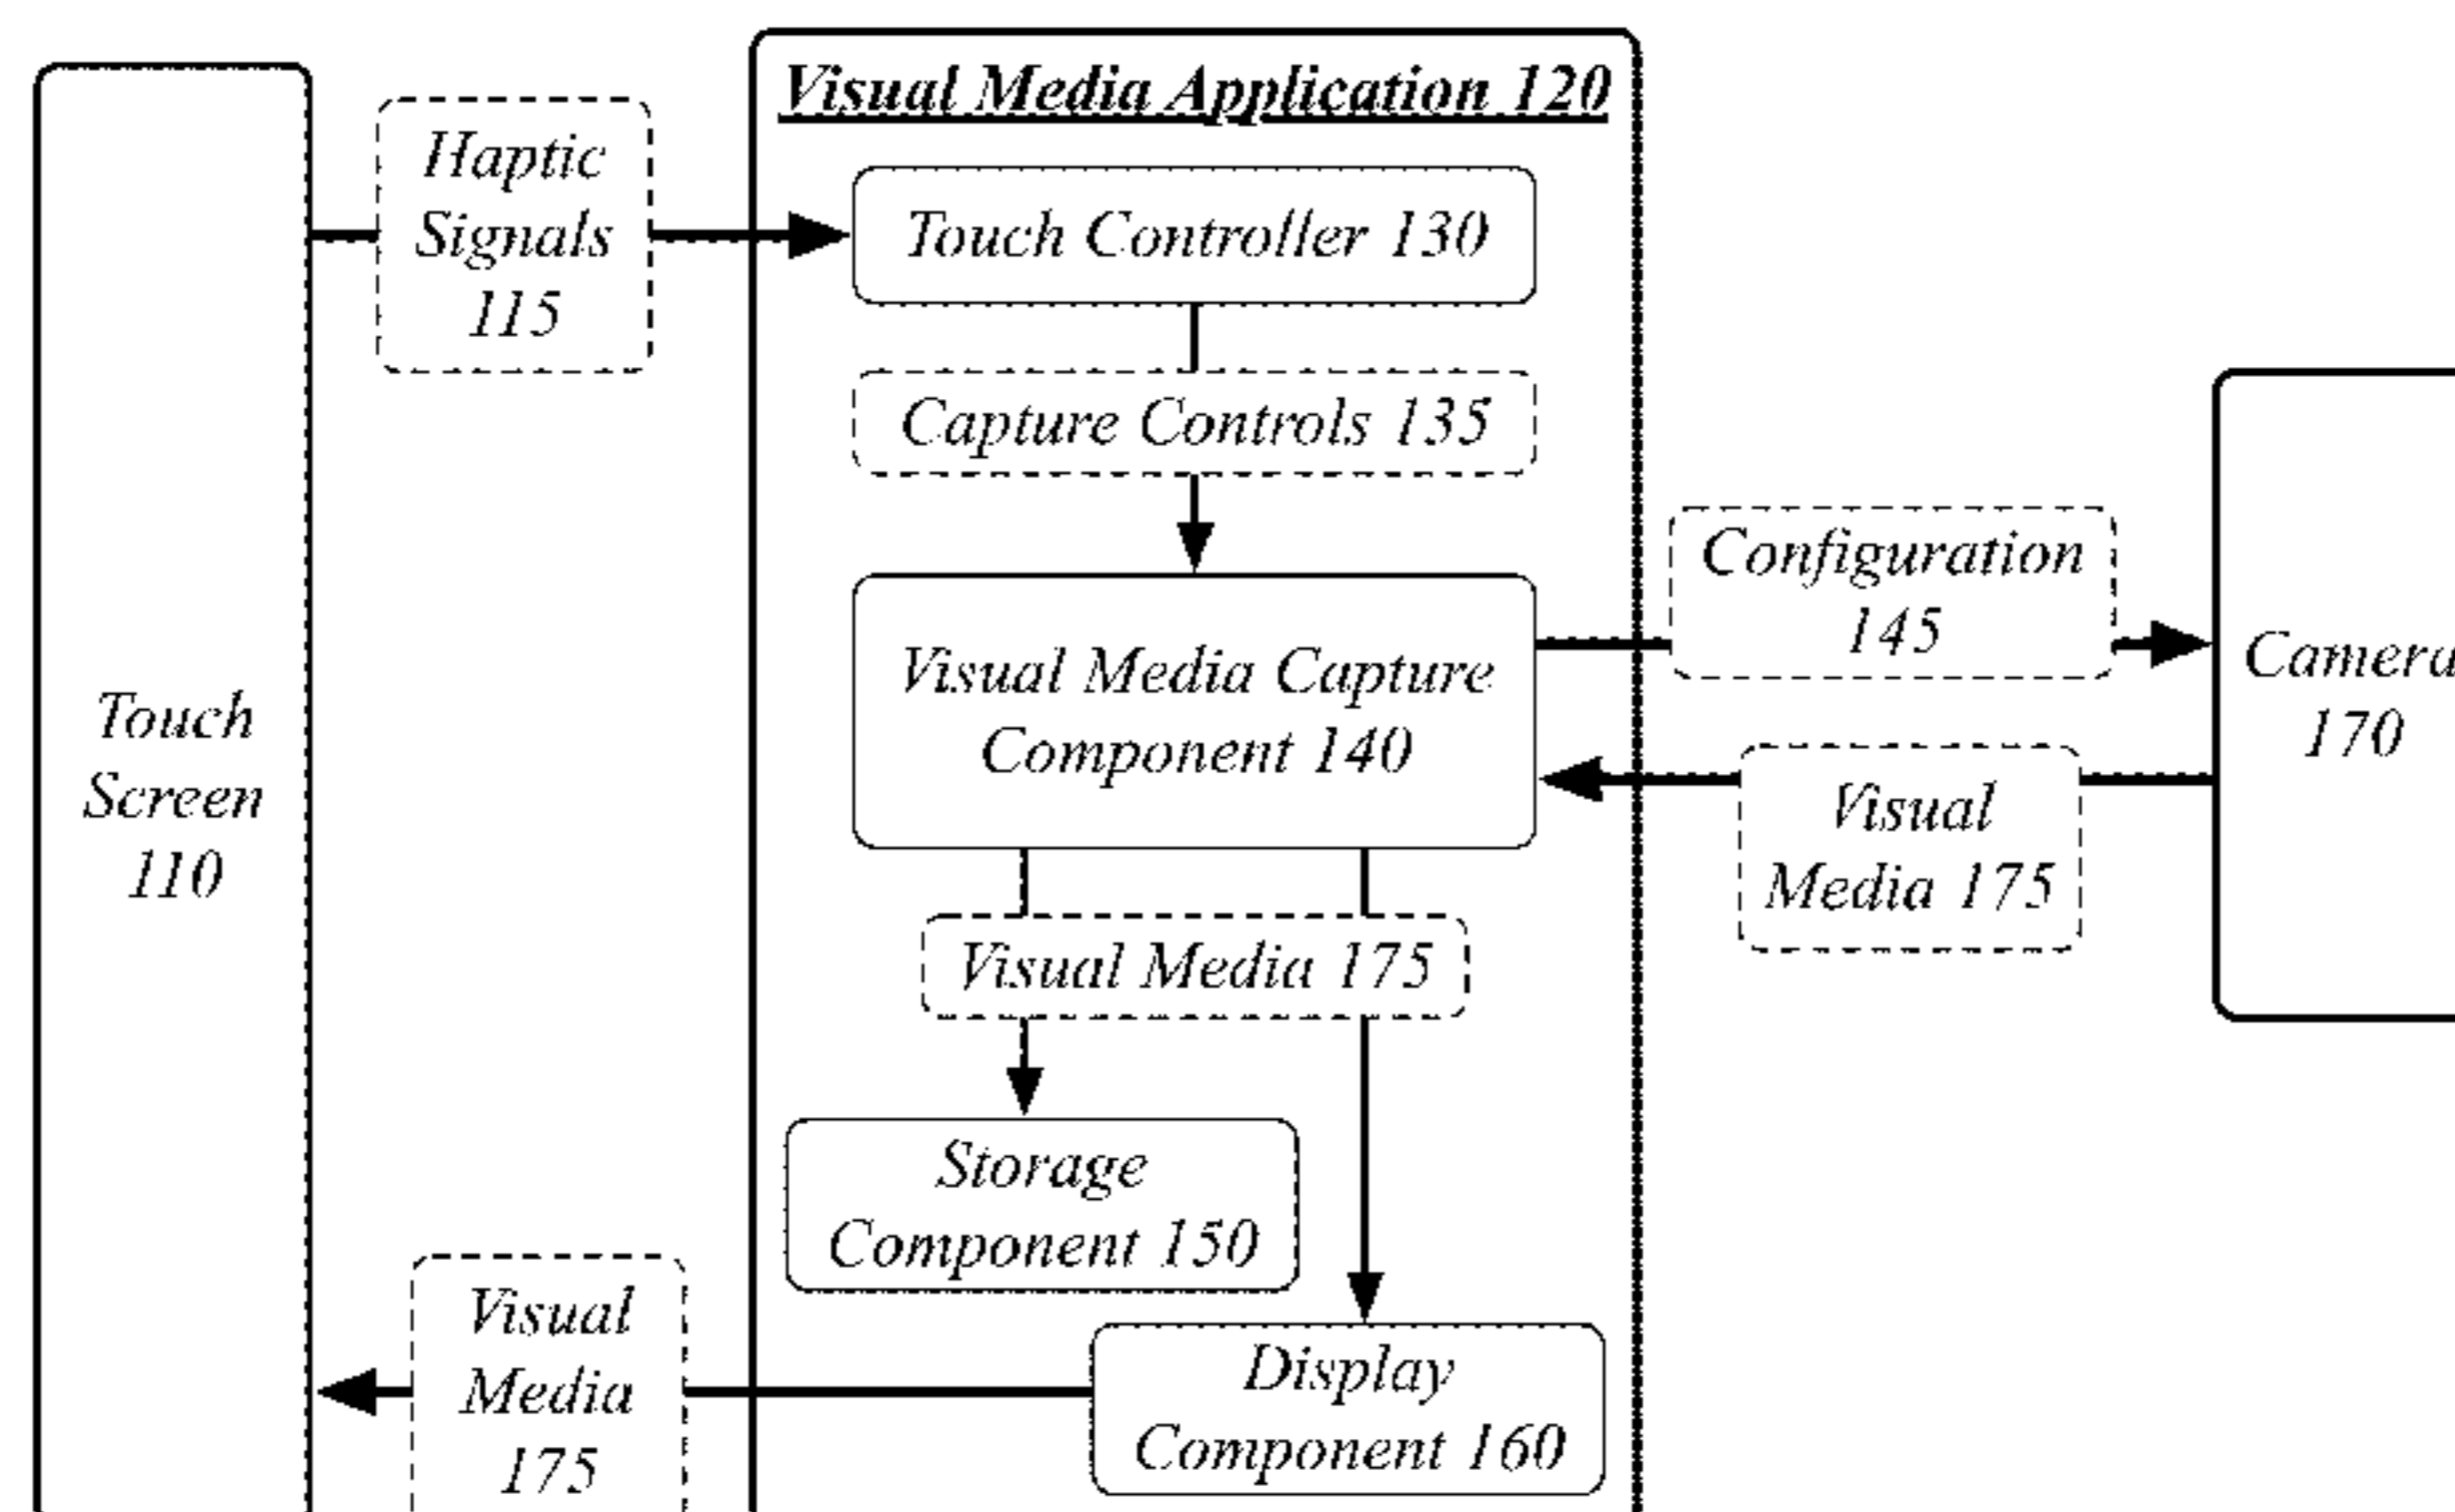 Visual Media Application 120
Haptic
Signals
115
Touch Controller 130
Capture Controls 135
Configuration
145
Visual Media Capture
Component 140
Camera
170
Touch
Screen
110
Visual
Media 175
Visual Media 175
Storage
Component 150
Visual
Media
175
Display
Component 160